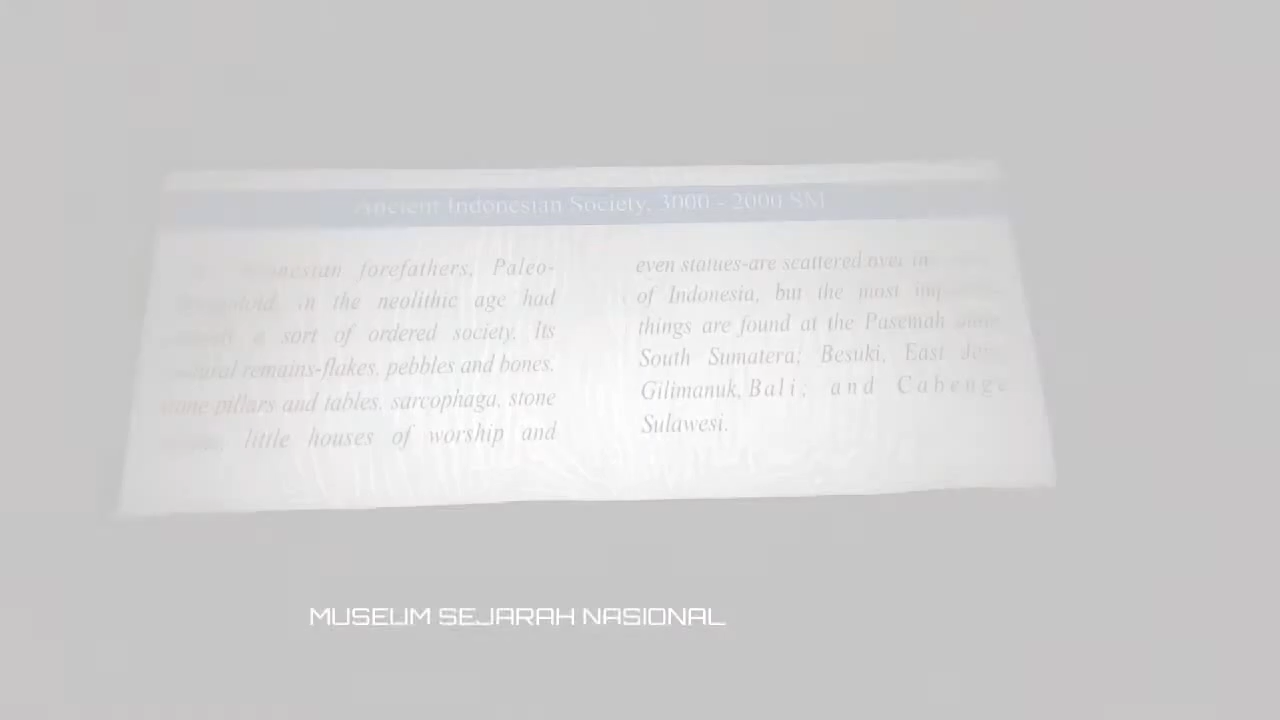 Ancient Indonesian Society, 3000 - 2000 SM
forefathers, Paleo-
in the neolithic age had
a sort of ordered society. Its
remains-flakes, pebbles and bones,
stone pillars and tables, sarcophaga, stone
little houses of worship and
even statues-are scattered over
of Indonesia, but the most
things are found at the Pasemah
South Sumatera; Besuki, East
Gilimanuk, Bali; and Cabenge
Sulawesi.
MUSEUM SEJARAH NASIONAL